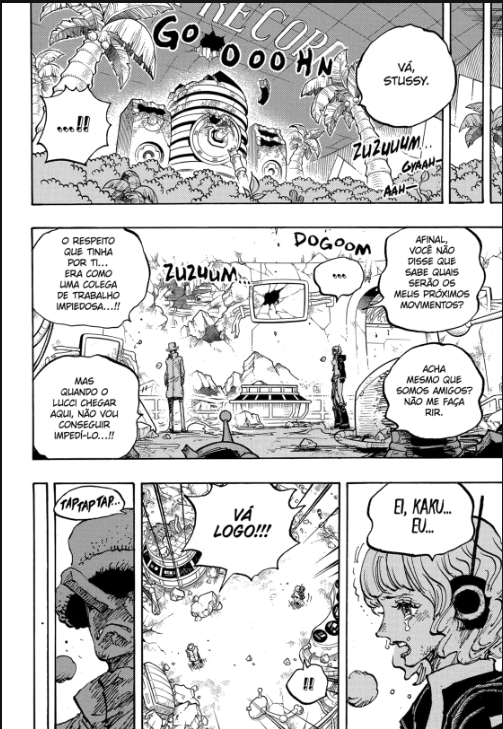 VÁ,
STUSSY.
RECORD
GOOOOOHN
ZUZUUUM...
GYAAH—
AAH—
...!!
AFINAL,
VOCÊ NÃO
DISSE QUE
SABE QUAIS
SERÃO OS
MEUS PRÓXIMOS
MOVIMENTOS?
ACHA
MESMO QUE
SOMOS AMIGOS?
NÃO ME FAÇA
RIR.
DOGOOM
...
ZUZUUM...
O RESPEITO
QUE TINHA
POR TI...
ERA COMO
UMA COLEGA
DE TRABALHO
IMPIEDOSA...!!
MAS
QUANDO O
LUCCI CHEGAR
AQUI, NÃO VOU
CONSEGUIR
IMPEDÍ-LO...!!
EI, KAKU...
EU...
VÁ
LOGO!!!
!!
TAP TAP TAP...